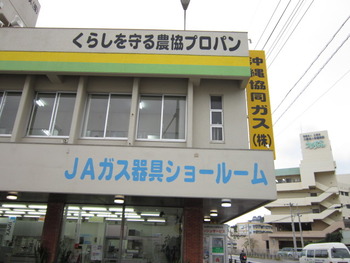 くらしを守る農協プロパン
沖縄協同ガス(株)
JAガス器具ショールーム